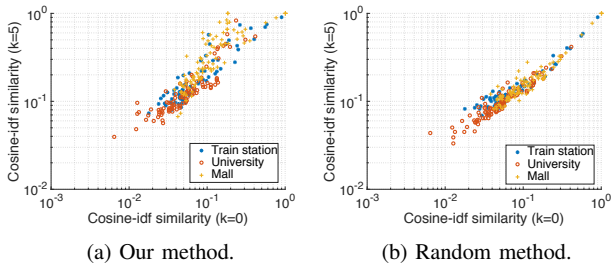 Cosine-idf similarity (k=5)
10^0
10^-1
10^-2
10^-3
10^-2
10^-1
10^0
Train station
University
Mall
Cosine-idf similarity (k=0)
(a) Our method.
Cosine-idf similarity (k=5)
10^0
10^-1
10^-2
10^-3
10^-2
10^-1
10^0
Train station
University
Mall
Cosine-idf similarity (k=0)
(b) Random method.